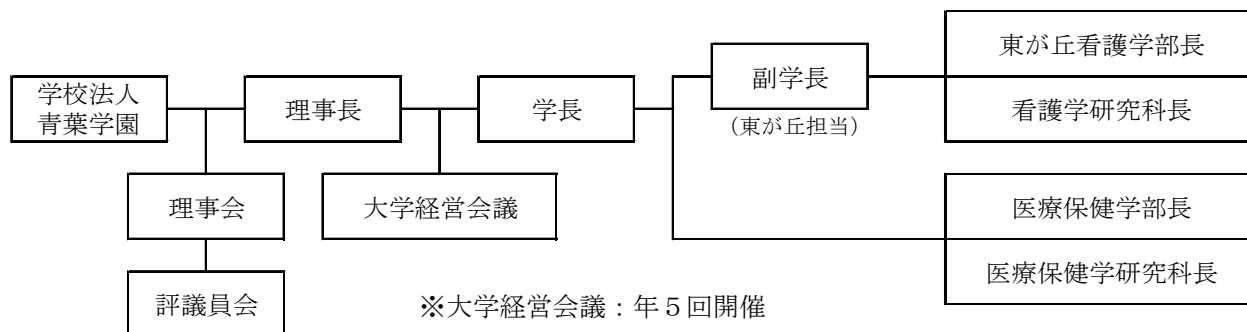 学校法人
青葉学園
理事長
学長
副学長
(東が丘担当)
東が丘看護学部長
看護学研究科長
理事会
大学経営会議
医療保健学部長
医療保健学研究科長
評議員会
※大学経営会議:年5回開催